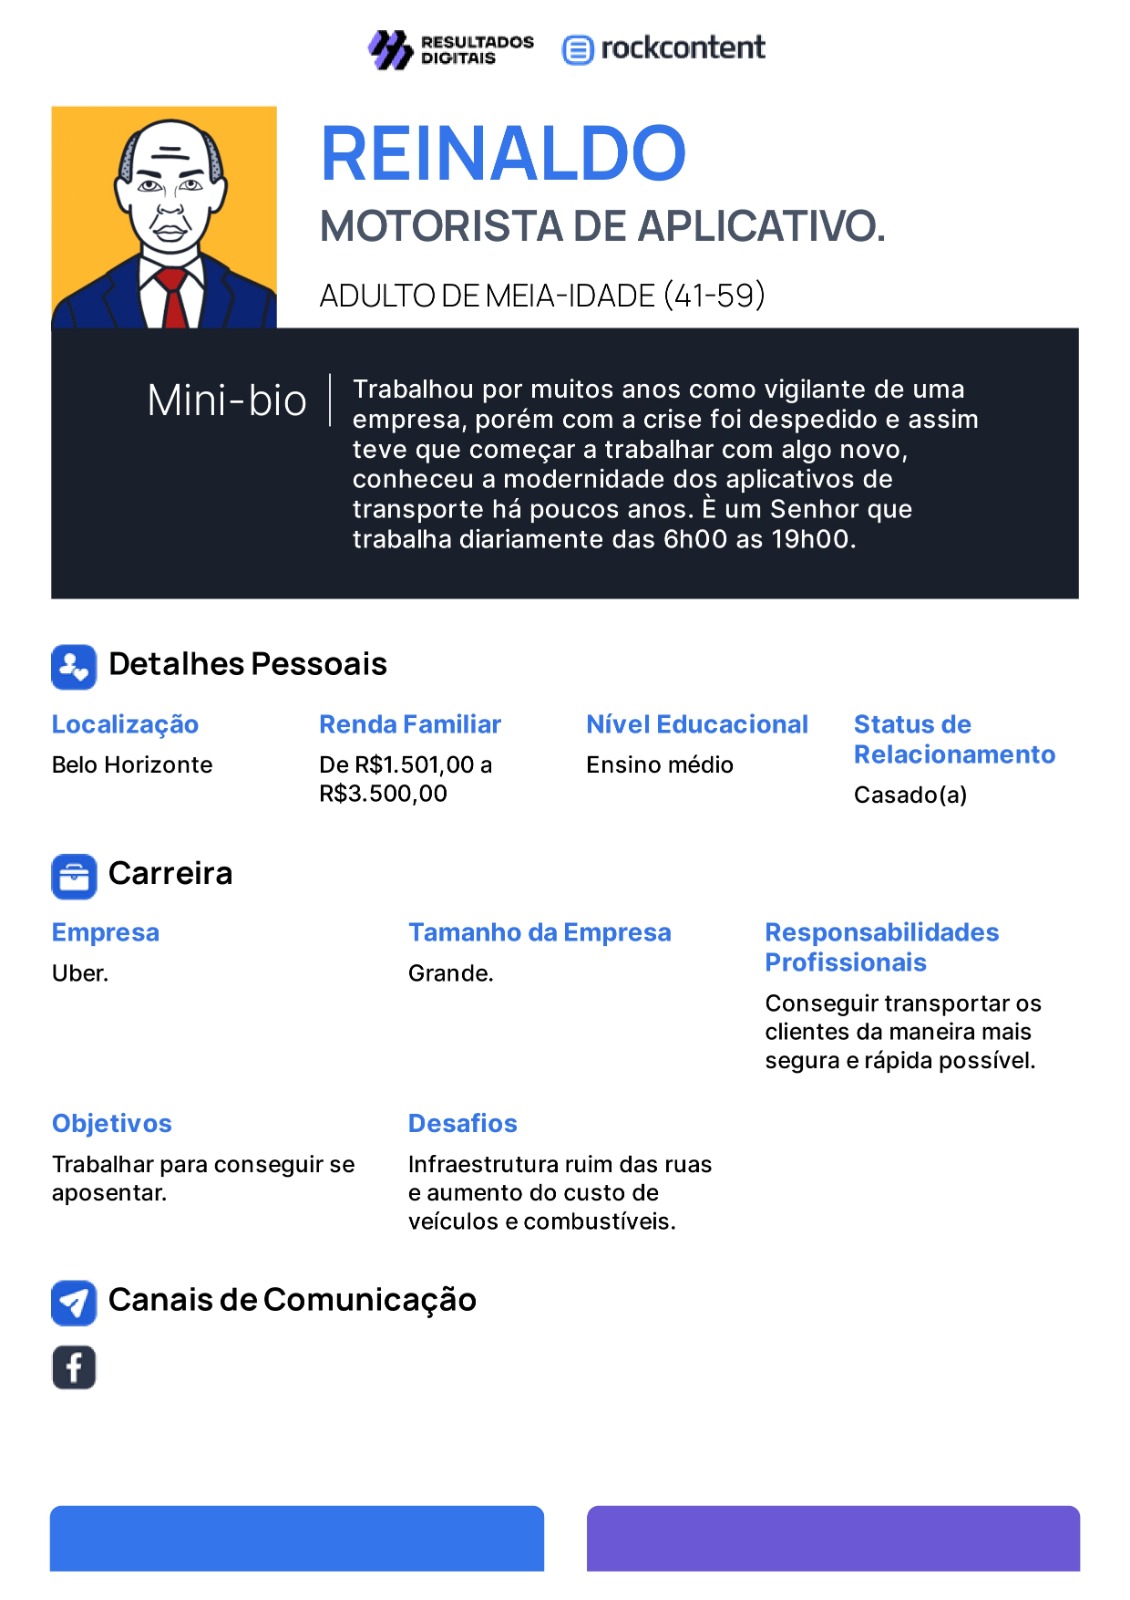 RESULTADOS
DIGITAIS
rockcontent
REINALDO
MOTORISTA DE APLICATIVO.
ADULTO DE MEIA-IDADE (41-59)
Mini-bio
Trabalhou por muitos anos como vigilante de uma
empresa, porém com a crise foi despedido e assim
teve que começar a trabalhar com algo novo,
conheceu a modernidade dos aplicativos de
transporte há poucos anos. È um Senhor que
trabalha diariamente das 6h00 as 19h00.
Detalhes Pessoais
Localização
Belo Horizonte
Renda Familiar
De R$1.501,00 a
R$3.500,00
Nível Educacional
Ensino médio
Status de
Relacionamento
Casado(a)
Carreira
Empresa
Uber.
Tamanho da Empresa
Grande.
Responsabilidades
Profissionais
Conseguir transportar os
clientes da maneira mais
segura e rápida possível.
Objetivos
Trabalhar para conseguir se
aposentar.
Desafios
Infraestrutura ruim das ruas
e aumento do custo de
veículos e combustíveis.
Canais de Comunicação